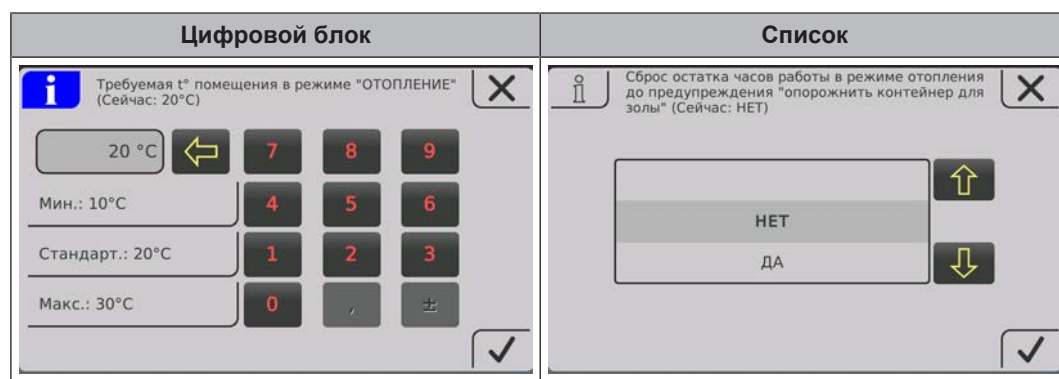 Цифровой блок
Список
i
Требуемая t° помещения в режиме "ОТОПЛЕНИЕ"
(Сейчас: 20°C)
20 °C
7 8 9
Мин.: 10°C
4 5 6
Стандарт.: 20°C
1 2 3
Макс.: 30°C
0 , ±
i
Сброс остатка часов работы в режиме отопления
до предупреждения "опорожнить контейнер для
золы" (Сейчас: НЕТ)
НЕТ
ДА